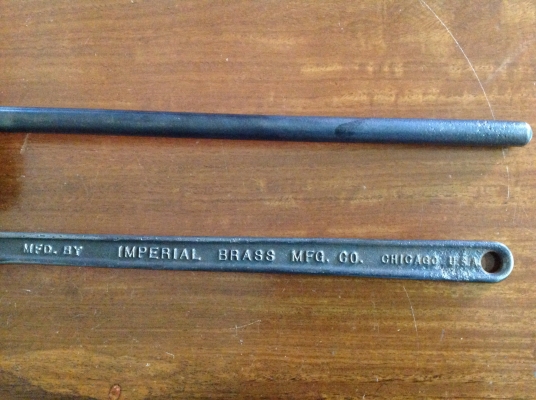 MFD. BY IMPERIAL BRASS MFG. CO. CHICAGO U.S.A.